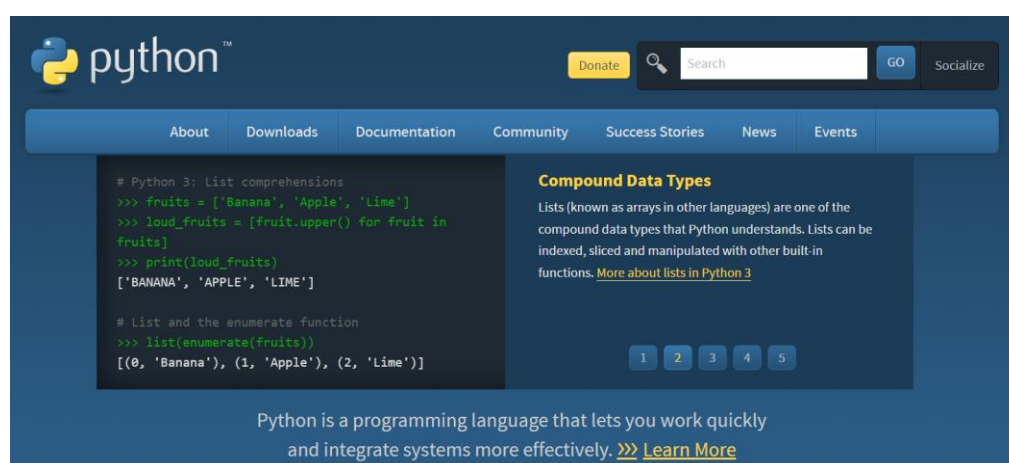 python™
Donate
Search
GO
Socialize
About
Downloads
Documentation
Community
Success Stories
News
Events
# Python 3: List comprehensions
>>> fruits = ['Banana', 'Apple', 'Lime']
>>> loud_fruits = [fruit.upper() for fruit in
fruits]
>>> print(loud_fruits)
['BANANA', 'APPLE', 'LIME']
# List and the enumerate function
>>> list(enumerate(fruits))
[(0, 'Banana'), (1, 'Apple'), (2, 'Lime')]
Compound Data Types
Lists (known as arrays in other languages) are one of the
compound data types that Python understands. Lists can be
indexed, sliced and manipulated with other built-in
functions. More about lists in Python 3
1
2
3
4
5
Python is a programming language that lets you work quickly
and integrate systems more effectively. >>> Learn More